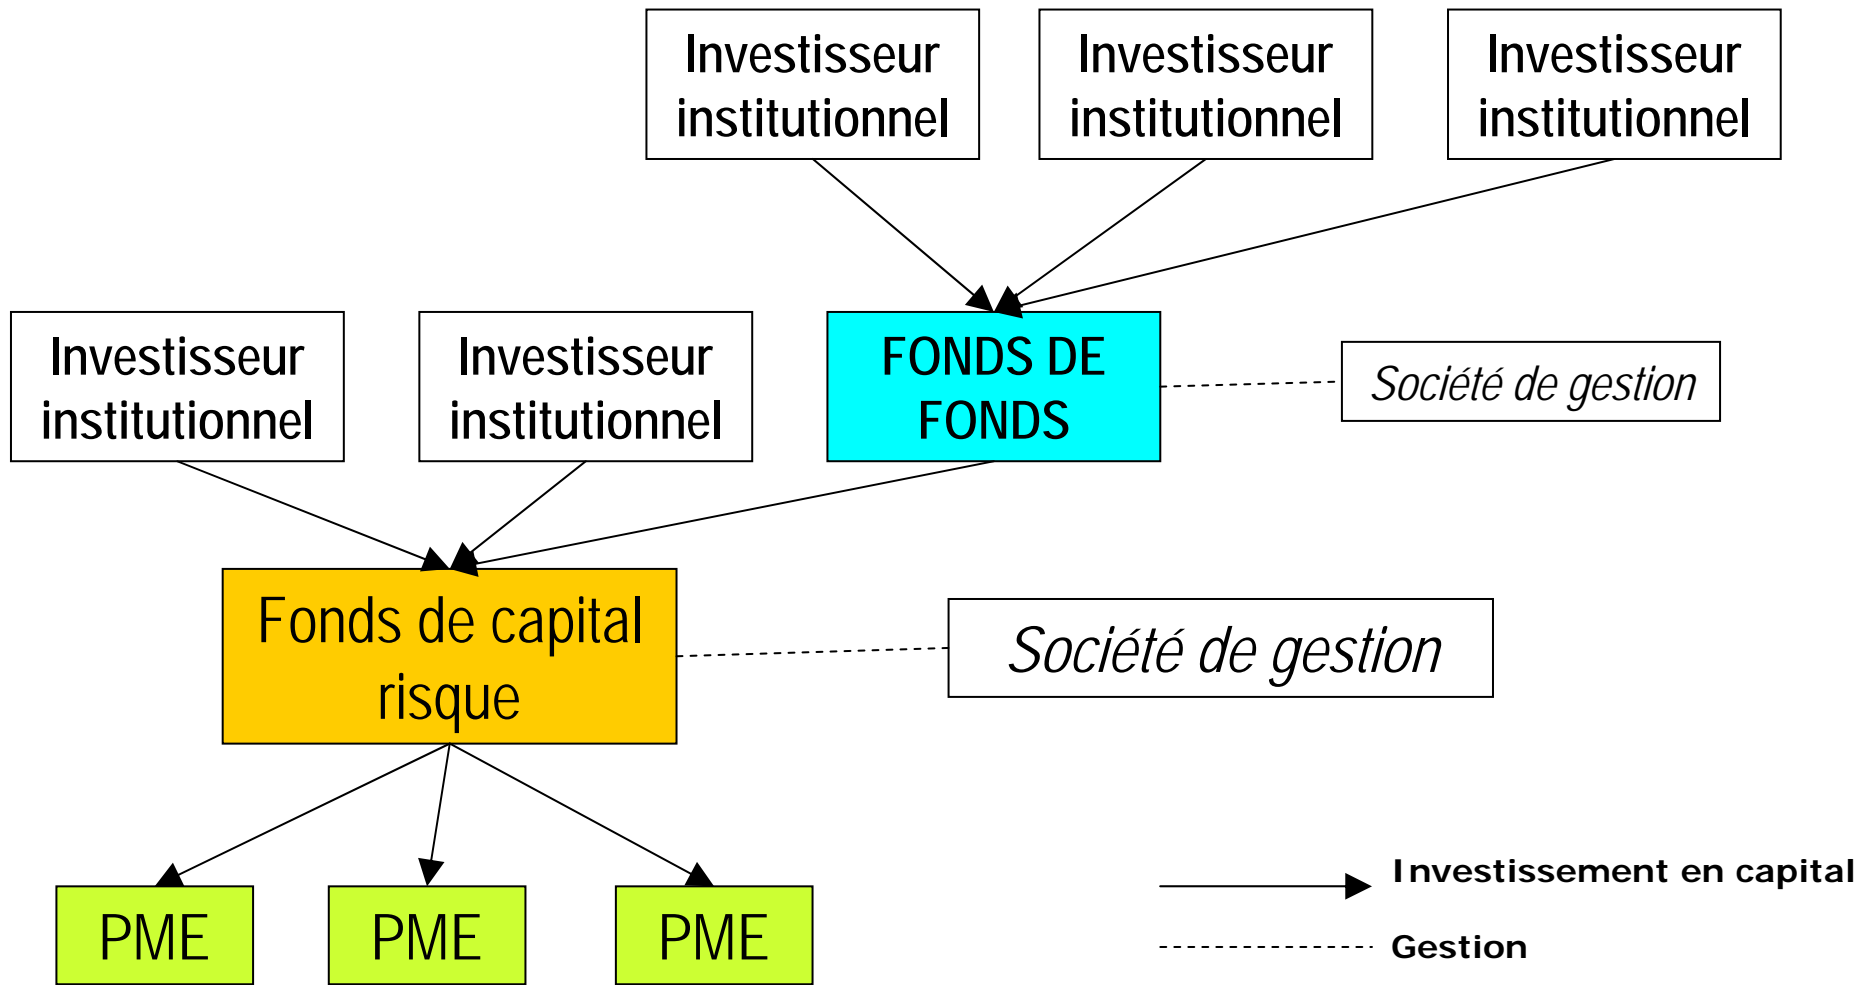 Investisseur
institutionnel
Investisseur
institutionnel
Investisseur
institutionnel
Investisseur
institutionnel
Investisseur
institutionnel
FONDS DE
FONDS
Société de gestion
Fonds de capital
risque
Société de gestion
PME
PME
PME
Investissement en capital
Gestion